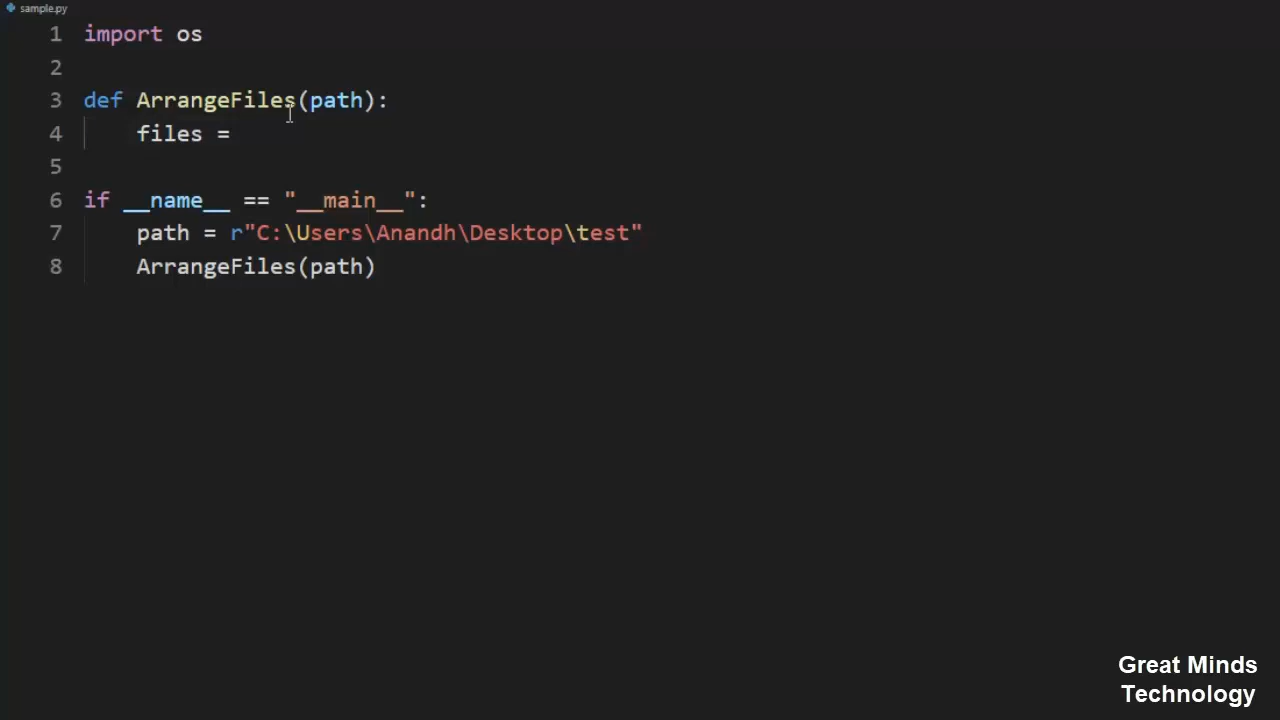 sample.py
1 import os
2
3 def ArrangeFiles(path):
4     files =
5
6 if __name__ == "__main__":
7     path = r"C:\Users\Anandh\Desktop\test"
8     ArrangeFiles(path)
Great Minds
Technology